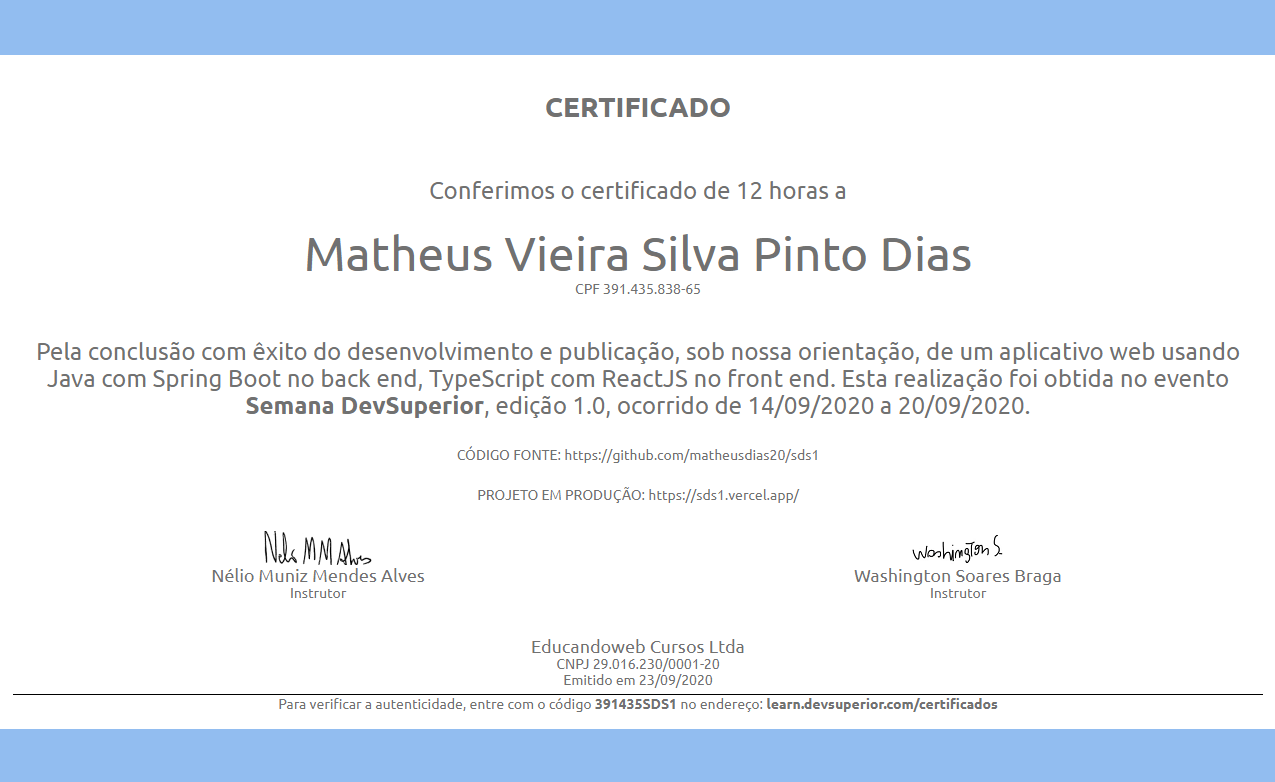 CERTIFICADO
Conferimos o certificado de 12 horas a
Matheus Vieira Silva Pinto Dias
CPF 391.435.838-65
Pela conclusão com êxito do desenvolvimento e publicação, sob nossa orientação, de um aplicativo web usando
Java com Spring Boot no back end, TypeScript com ReactJS no front end. Esta realização foi obtida no evento
Semana DevSuperior, edição 1.0, ocorrido de 14/09/2020 a 20/09/2020.
CÓDIGO FONTE: https://github.com/matheusdias20/sds1
PROJETO EM PRODUÇÃO: https://sds1.vercel.app/
Nelio M M Alves
Washington S
Nélio Muniz Mendes Alves
Washington Soares Braga
Instrutor
Instrutor
Educandoweb Cursos Ltda
CNPJ 29.016.230/0001-20
Emitido em 23/09/2020
Para verificar a autenticidade, entre com o código 391435SDS1 no endereço: learn.devsuperior.com/certificados